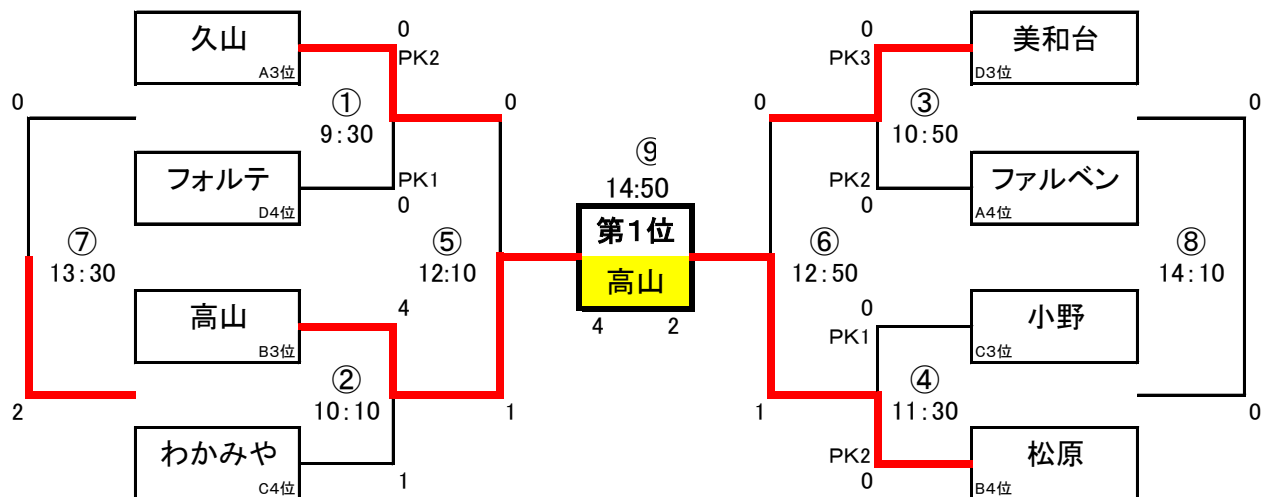 0
0
久山
PK2
PK3
美和台
A3位
D3位
0
①
0
0
③
0
9:30
10:50
⑨
フォルテ
PK1
14:50
PK2
ファルベン
D4位
0
0
A4位
⑦
⑤
第1位
⑥
⑧
13:30
12:10
12:50
14:10
高山
4
高山
0
小野
4
2
PK1
B3位
C3位
②
④
2
10:10
1
1
11:30
0
わかみや
PK2
松原
1
0
C4位
B4位